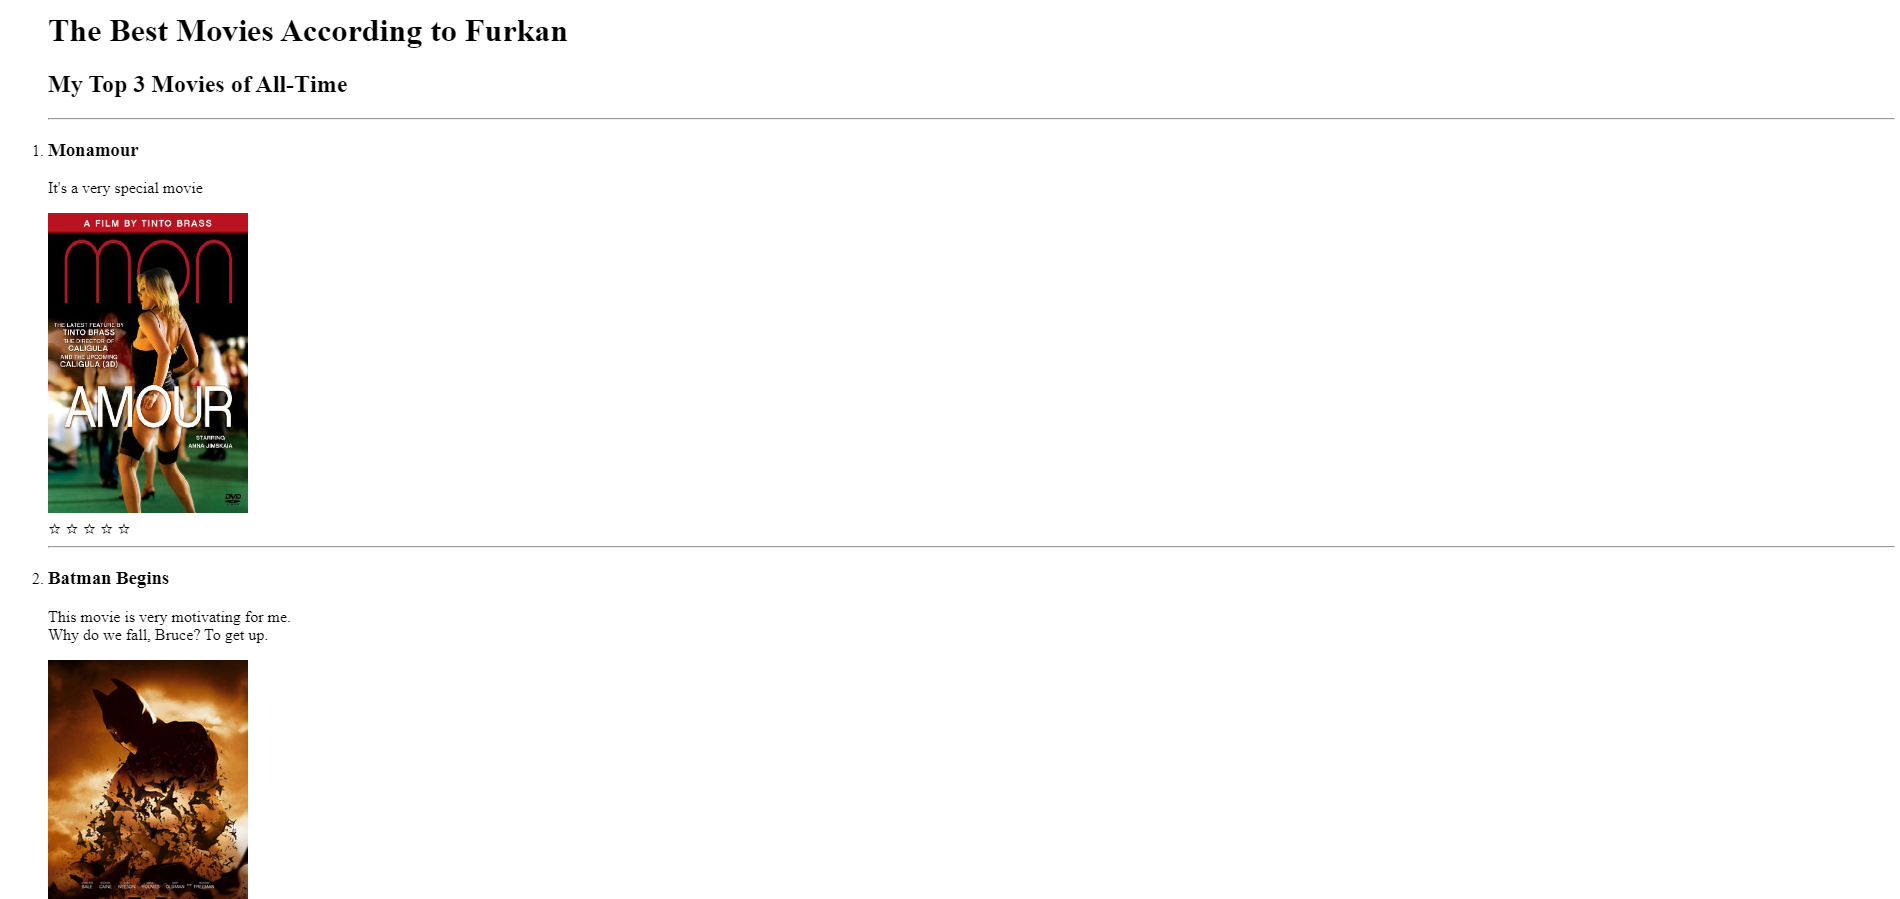 The Best Movies According to Furkan
My Top 3 Movies of All-Time
1. Monamour
It's a very special movie
A FILM BY TINTO BRASS
mon
THE LATEST FEATURE BY
TINTO BRASS
THE DIRECTOR OF
CALIGULA
AND THE UPCOMING
CALIGULA (3D)
AMOUR
STARRING
ANNA JIMSKAIA
DVD
☆ ☆ ☆ ☆ ☆
2. Batman Begins
This movie is very motivating for me.
Why do we fall, Bruce? To get up.
BALE CAINE NEESON HOLMES OLDMAN FREEMAN